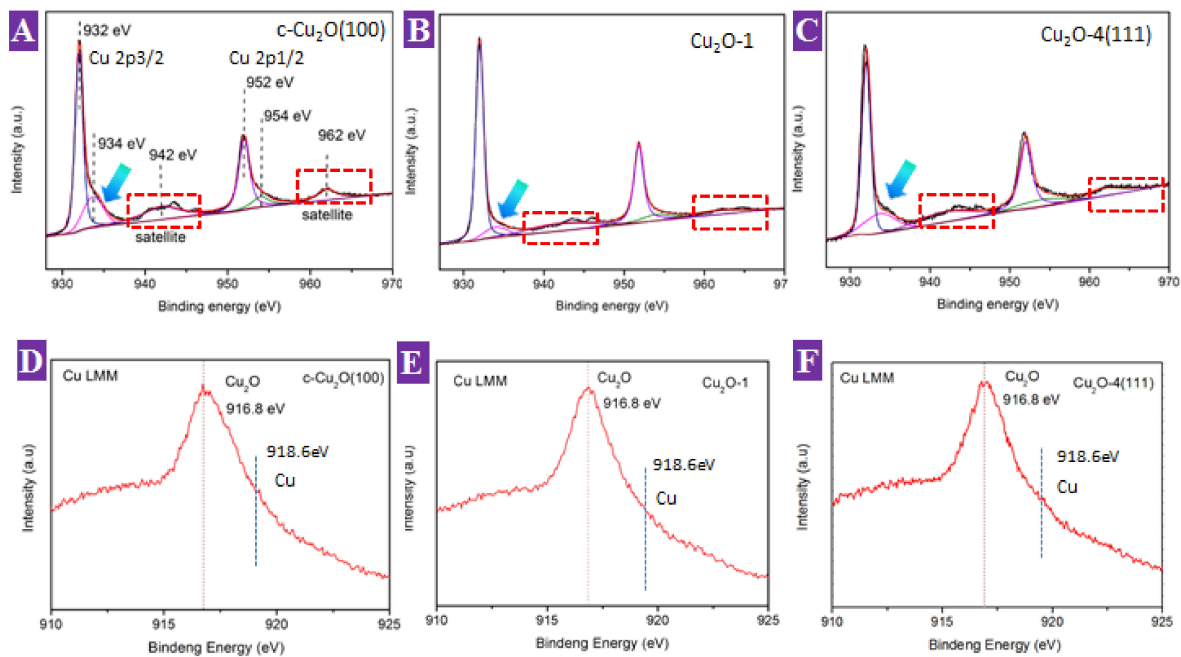 A
c-Cu₂O(100)
932 eV
Cu 2p3/2
Cu 2p1/2
952 eV
954 eV
934 eV
942 eV
962 eV
satellite
satellite
Intensity (a.u.)
930 940 950 960 970
Binding energy (eV)
B
Cu₂O-1
Intensity (a.u.)
930 940 950 960 970
Binding energy (eV)
C
Cu₂O-4(111)
Intensity (a.u.)
930 940 950 960 970
Binding energy (eV)
D
Cu LMM
Cu₂O
c-Cu₂O(100)
916.8 eV
918.6eV
Cu
Intensity (a.u)
910 915 920 925
Bindeng Energy (eV)
E
Cu LMM
Cu₂O
Cu₂O-1
916.8 eV
918.6eV
Cu
Intensity (a.u)
910 915 920 925
Bindeng Energy (eV)
F
Cu LMM
Cu₂O
Cu₂O-4(111)
916.8 eV
918.6eV
Cu
Intensity (a.u)
910 915 920 925
Bindeng Energy (eV)